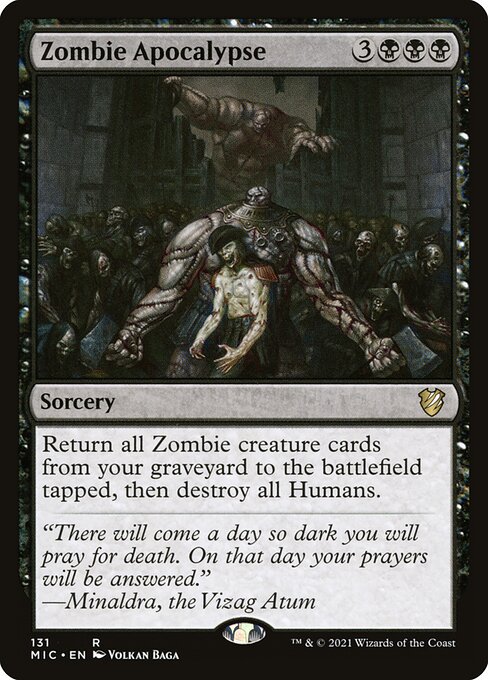 Zombie Apocalypse 3
Sorcery
Return all Zombie creature cards
from your graveyard to the battlefield
tapped, then destroy all Humans.
“There will come a day so dark you will
pray for death. On that day your prayers
will be answered.”
—Minaldra, the Vizag Atum
131 R
MIC • EN Volkan Baga
™ & © 2021 Wizards of the Coast